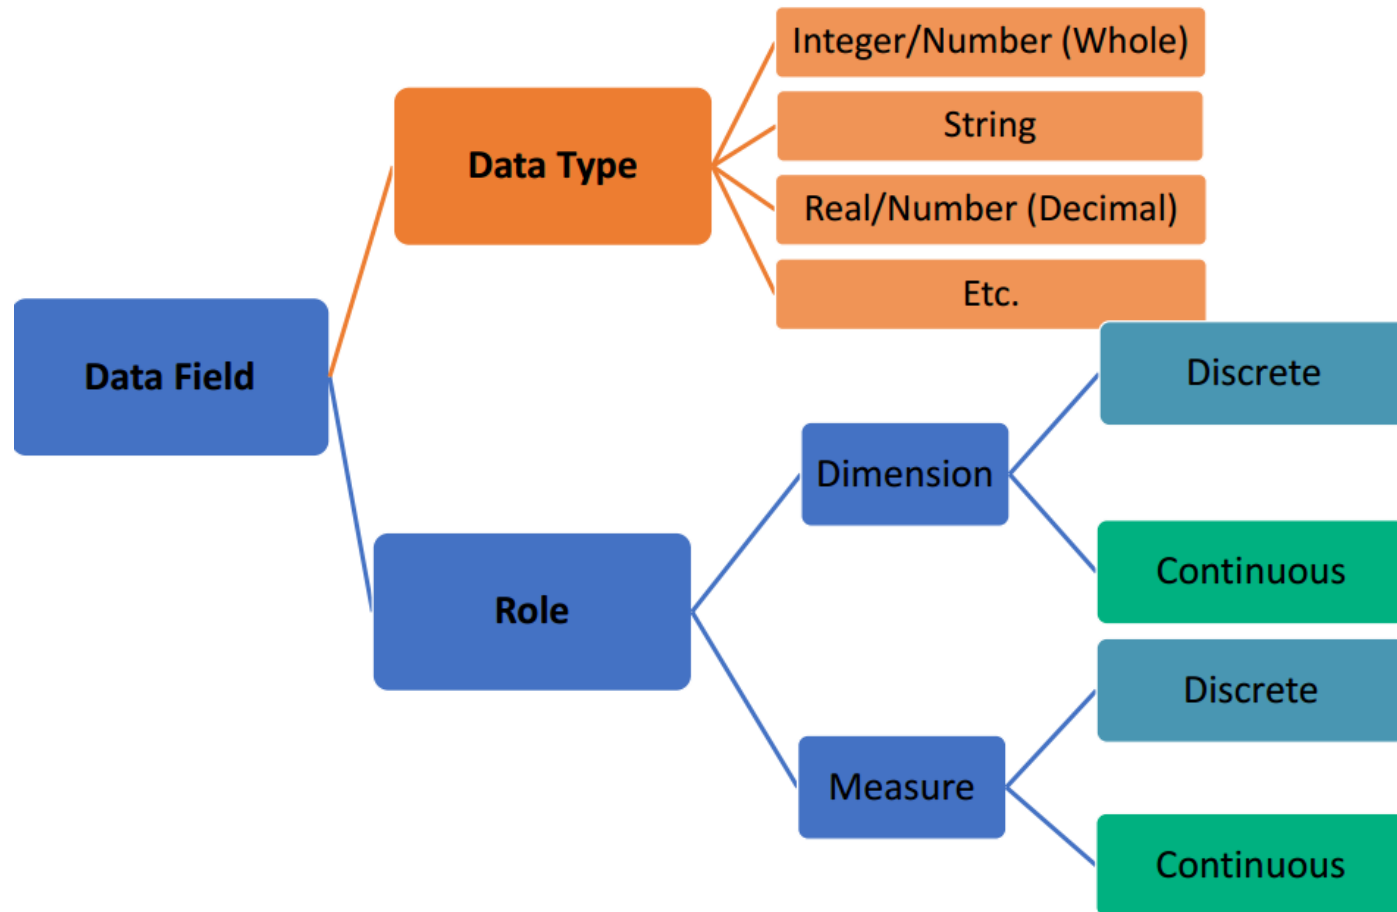 Integer/Number (Whole)
String
Data Type
Real/Number (Decimal)
Etc.
Data Field
Discrete
Dimension
Continuous
Role
Discrete
Measure
Continuous